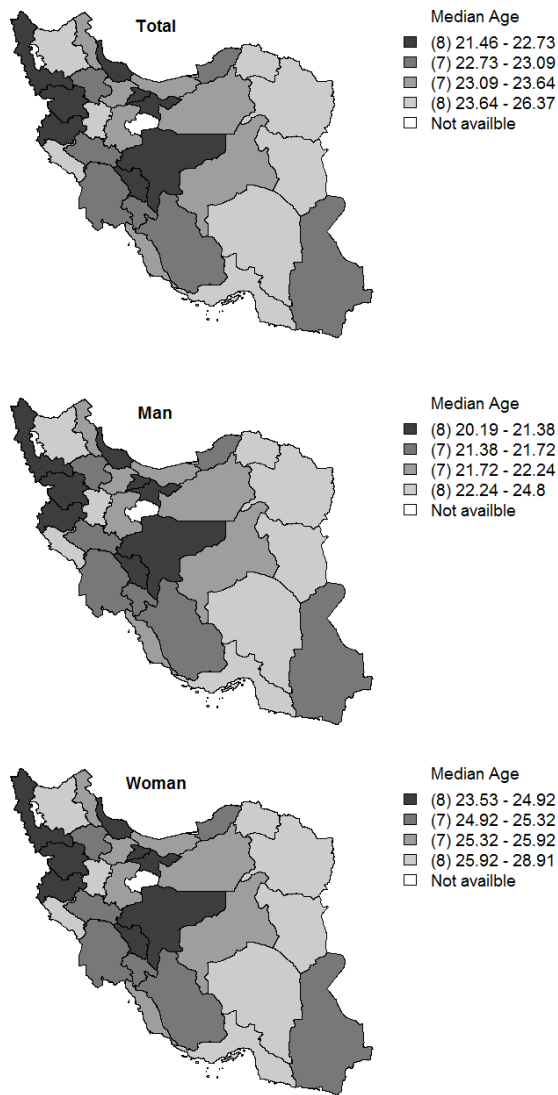 Total
Median Age
(8) 21.46 - 22.73
(7) 22.73 - 23.09
(7) 23.09 - 23.64
(8) 23.64 - 26.37
Not availble
Man
Median Age
(8) 20.19 - 21.38
(7) 21.38 - 21.72
(7) 21.72 - 22.24
(8) 22.24 - 24.8
Not availble
Woman
Median Age
(8) 23.53 - 24.92
(7) 24.92 - 25.32
(7) 25.32 - 25.92
(8) 25.92 - 28.91
Not availble